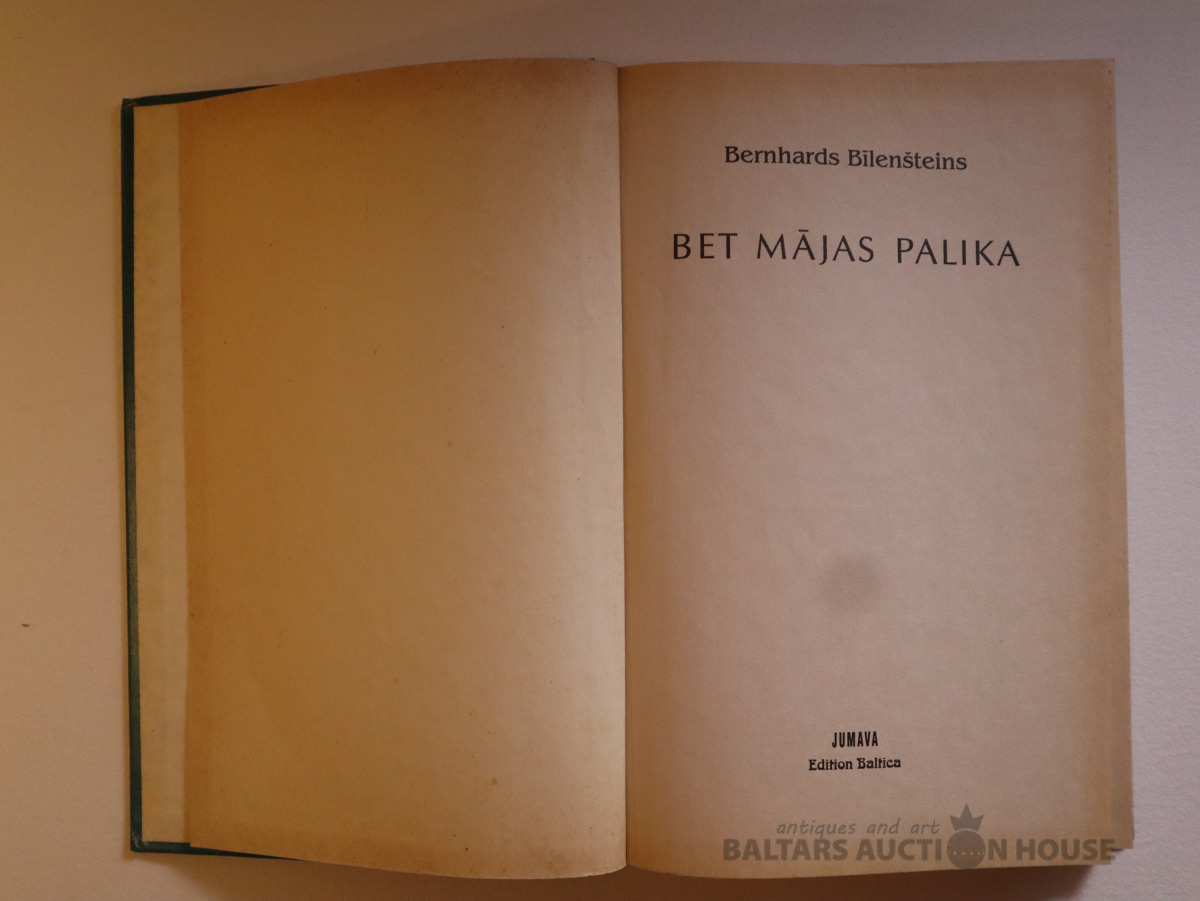 Bernhards Bīlenšteins
BET MĀJAS PALIKA
JUMAVA
Edition Baltica
antiques and art
BALTARS AUCTION HOUSE